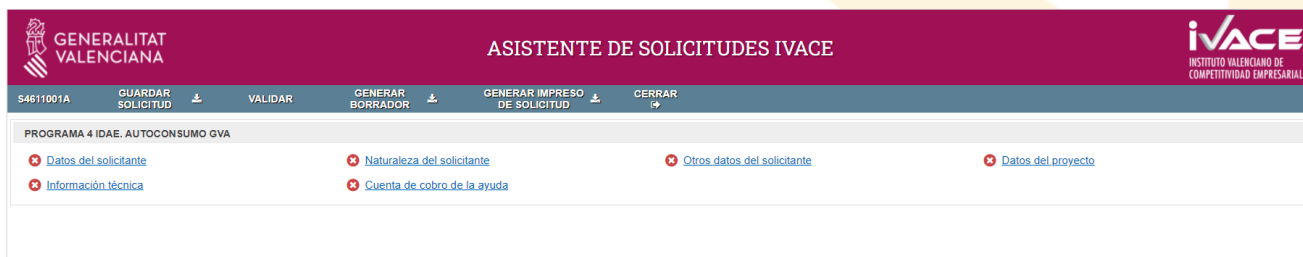 GENERALITAT
VALENCIANA
ASISTENTE DE SOLICITUDES IVACE
iVACE
INSTITUTO VALENCIANO DE
COMPETITIVIDAD EMPRESARIAL
S4611001A
GUARDAR
SOLICITUD
VALIDAR
GENERAR
BORRADOR
GENERAR IMPRESO
DE SOLICITUD
CERRAR
PROGRAMA 4 IDAE. AUTOCONSUMO GVA
Datos del solicitante
Naturaleza del solicitante
Otros datos del solicitante
Datos del proyecto
Información técnica
Cuenta de cobro de la ayuda